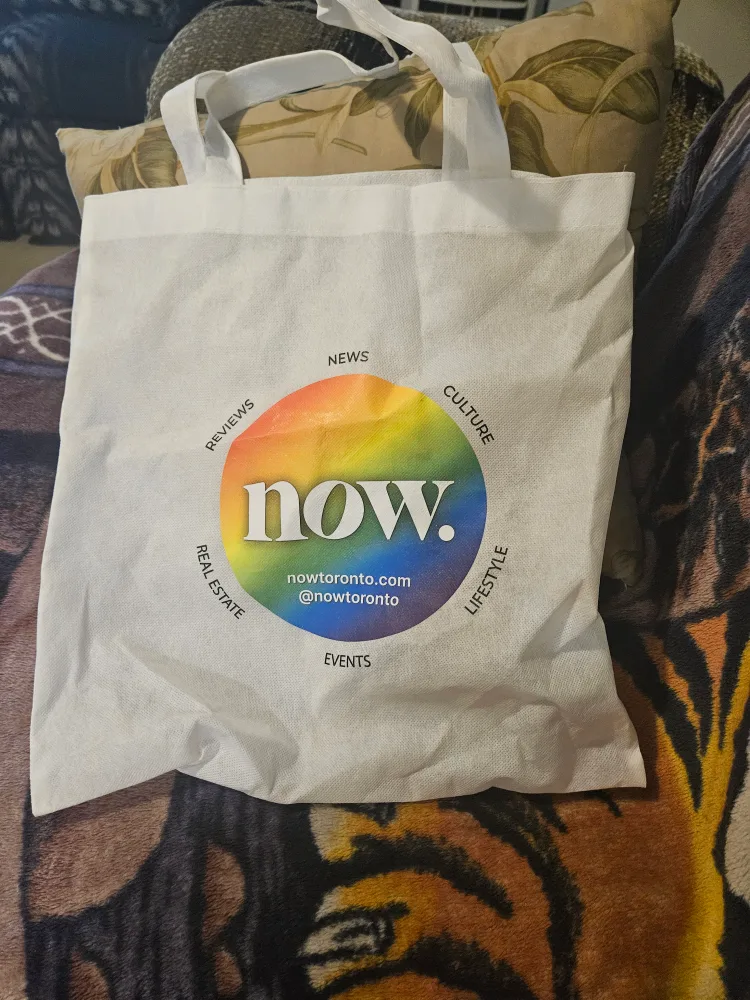 NEWS
CULTURE
REVIEWS
now.
nowtoronto.com
@nowtoronto
LIFESTYLE
REAL ESTATE
EVENTS